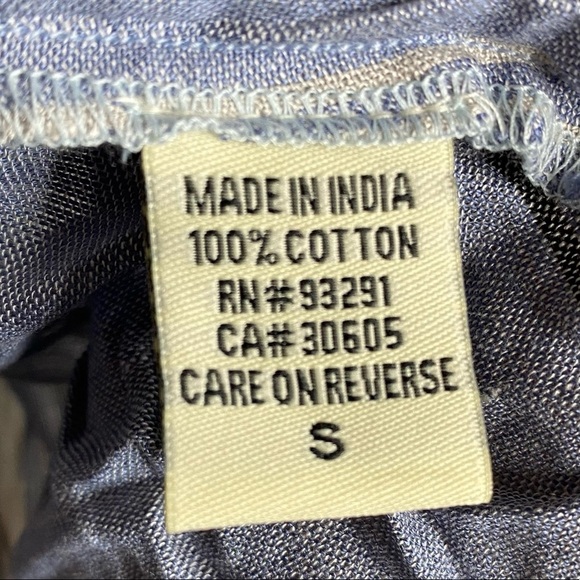 MADE IN INDIA
100% COTTON
RN# 93291
CA# 30605
CARE ON REVERSE
S